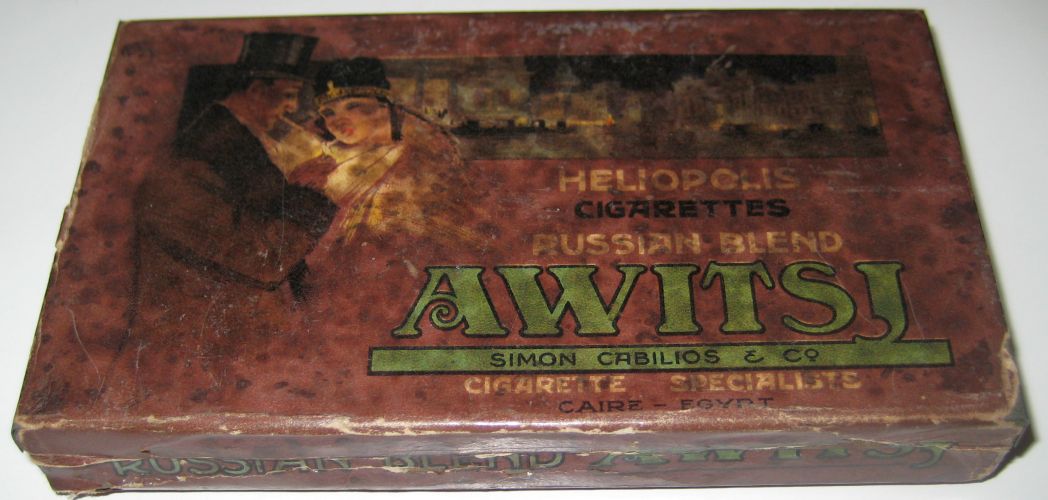 HELIOPOLIS
CIGARETTES
RUSSIAN BLEND
AWITSJ
SIMON CABILIOS & Co
CIGARETTE SPECIALISTS
CAIRE - EGYPT
RUSSIAN BLEND AWITSJ